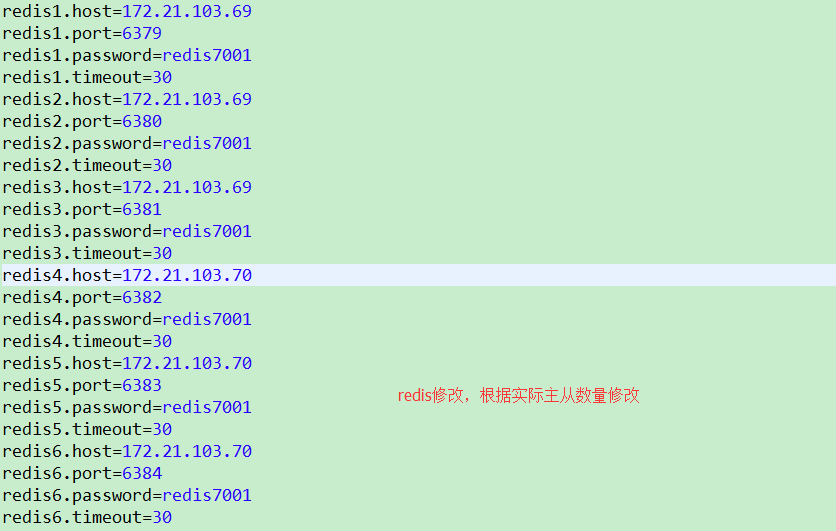 redis1.host=172.21.103.69
redis1.port=6379
redis1.password=redis7001
redis1.timeout=30
redis2.host=172.21.103.69
redis2.port=6380
redis2.password=redis7001
redis2.timeout=30
redis3.host=172.21.103.69
redis3.port=6381
redis3.password=redis7001
redis3.timeout=30
redis4.host=172.21.103.70
redis4.port=6382
redis4.password=redis7001
redis4.timeout=30
redis5.host=172.21.103.70
redis5.port=6383
redis修改，根据实际主从数量修改
redis5.password=redis7001
redis5.timeout=30
redis6.host=172.21.103.70
redis6.port=6384
redis6.password=redis7001
redis6.timeout=30